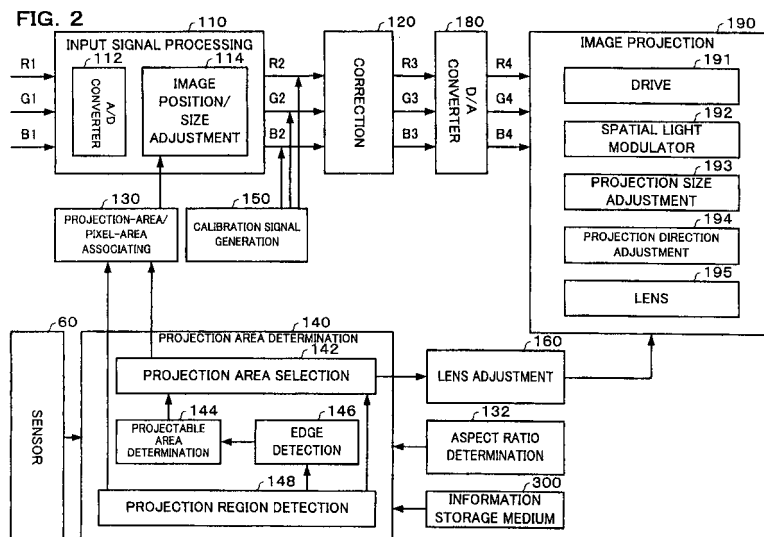 FIG. 2
110
INPUT SIGNAL PROCESSING
112
A/D
CONVERTER
114
IMAGE
POSITION/
SIZE
ADJUSTMENT
R1
G1
B1
R2
G2
B2
120
CORRECTION
R3
G3
B3
180
D/A
CONVERTER
R4
G4
B4
190
IMAGE PROJECTION
191
DRIVE
192
SPATIAL LIGHT
MODULATOR
193
PROJECTION SIZE
ADJUSTMENT
194
PROJECTION DIRECTION
ADJUSTMENT
195
LENS
130
PROJECTION-AREA/
PIXEL-AREA
ASSOCIATING
150
CALIBRATION SIGNAL
GENERATION
60
SENSOR
140
PROJECTION AREA DETERMINATION
142
PROJECTION AREA SELECTION
144
PROJECTABLE
AREA
DETERMINATION
146
EDGE
DETECTION
148
PROJECTION REGION DETECTION
160
LENS ADJUSTMENT
132
ASPECT RATIO
DETERMINATION
300
INFORMATION
STORAGE MEDIUM